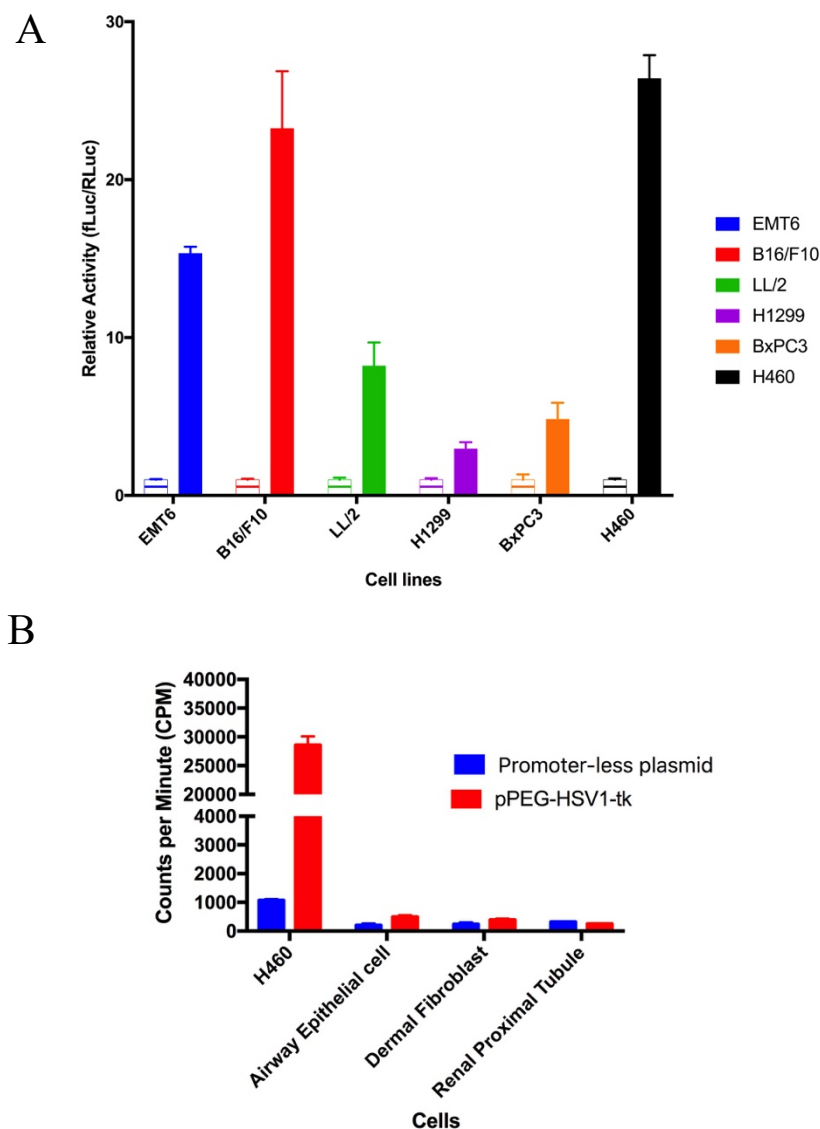 A
Relative Activity (fLuc/RLuc)
30
20
10
0
EMT6
B16/F10
LL/2
H1299
BxPC3
H460
Cell lines
EMT6
B16/F10
LL/2
H1299
BxPC3
H460
B
Counts per Minute (CPM)
40000
35000
30000
25000
20000
4000
3000
2000
1000
0
H460
Airway Epithelial cell
Dermal Fibroblast
Renal Proximal Tubule
Cells
Promoter-less plasmid
pPEG-HSV1-tk